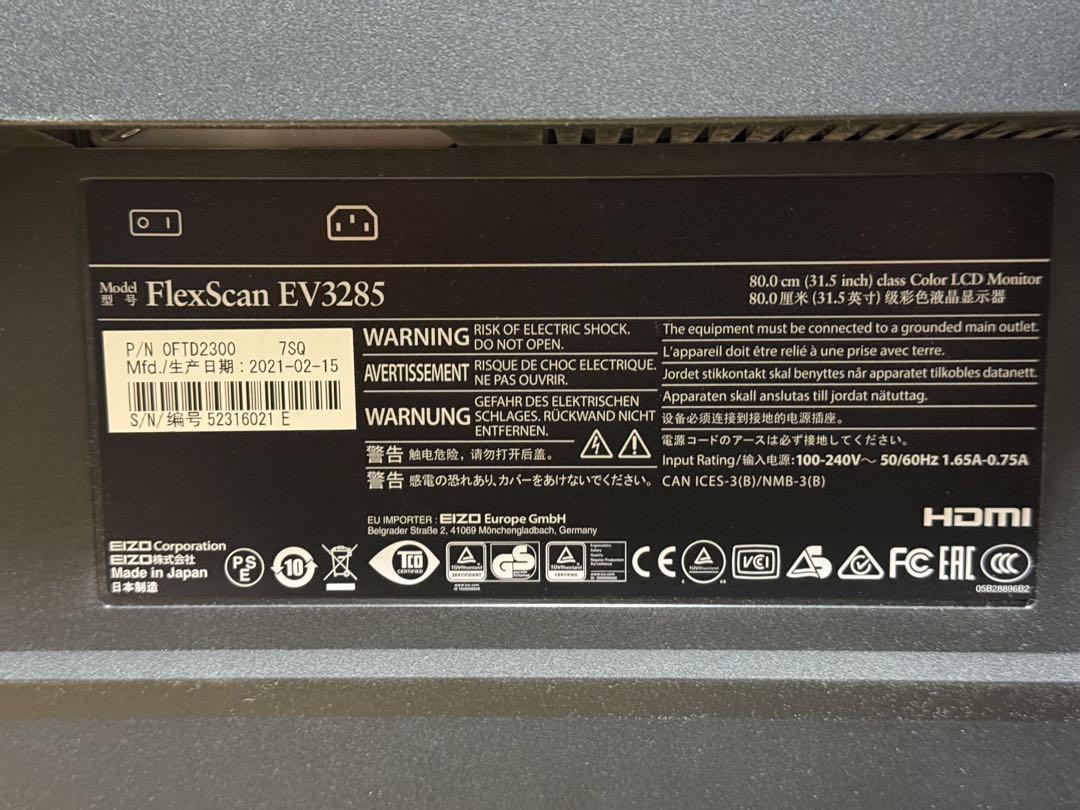 Model
型 号
FlexScan EV3285
80.0 cm (31.5 inch) class Color LCD Monitor
80.0 厘米 (31.5 英寸) 级彩色液晶显示器
P/N 0FTD2300 7SQ
Mfd./生产日期 : 2021-02-15
S/N/编号 52316021 E
WARNING RISK OF ELECTRIC SHOCK.
DO NOT OPEN.
AVERTISSEMENT RISQUE DE CHOC ELECTRIQUE.
NE PAS OUVRIR.
WARNUNG GEFAHR DES ELEKTRISCHEN
SCHLAGES. RÜCKWAND NICHT
ENTFERNEN.
警告 触电危险，请勿打开后盖。
警告 感電の恐れあり、カバーをあけないでください。
The equipment must be connected to a grounded main outlet.
L'appareil doit être relié à une prise avec terre.
Jordet stikkontakt skal benyttes når apparatet tilkobles datanett.
Apparaten skall anslutas till jordat nätuttag.
设备必须连接到接地的电源插座。
電源コードのアースは必ず接地してください。
Input Rating/输入电源: 100-240V～ 50/60Hz 1.65A-0.75A
CAN ICES-3(B)/NMB-3(B)
HDMI
EU IMPORTER : EIZO Europe GmbH
Belgrader Straße 2, 41069 Mönchengladbach, Germany
EIZO Corporation
EIZO株式会社
Made in Japan
日本制造
PSE
10
TCO
CERTIFIED
TÜVRheinland
CERTIFIED
GS
TÜVRheinland
CERTIFIED
CE
TÜVRheinland
VCI
FC
EAC
CCC
05B28896B2